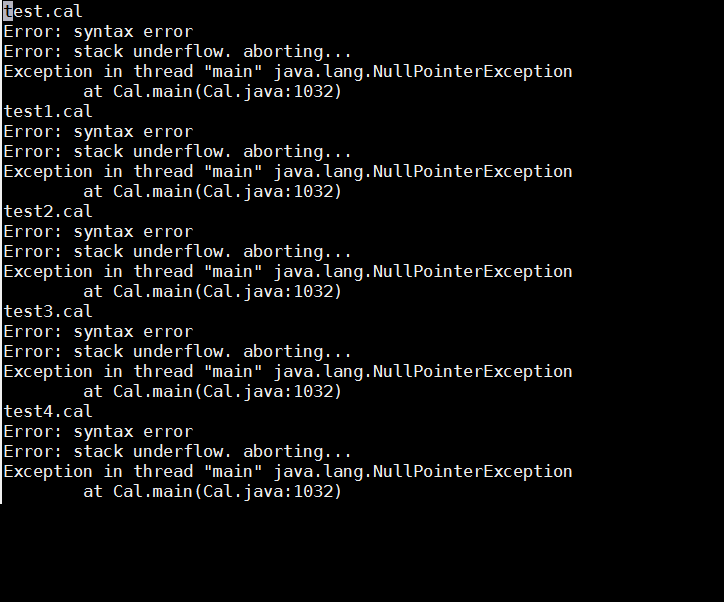 test.cal
Error: syntax error
Error: stack underflow. aborting...
Exception in thread "main" java.lang.NullPointerException
        at Cal.main(Cal.java:1032)
test1.cal
Error: syntax error
Error: stack underflow. aborting...
Exception in thread "main" java.lang.NullPointerException
        at Cal.main(Cal.java:1032)
test2.cal
Error: syntax error
Error: stack underflow. aborting...
Exception in thread "main" java.lang.NullPointerException
        at Cal.main(Cal.java:1032)
test3.cal
Error: syntax error
Error: stack underflow. aborting...
Exception in thread "main" java.lang.NullPointerException
        at Cal.main(Cal.java:1032)
test4.cal
Error: syntax error
Error: stack underflow. aborting...
Exception in thread "main" java.lang.NullPointerException
        at Cal.main(Cal.java:1032)